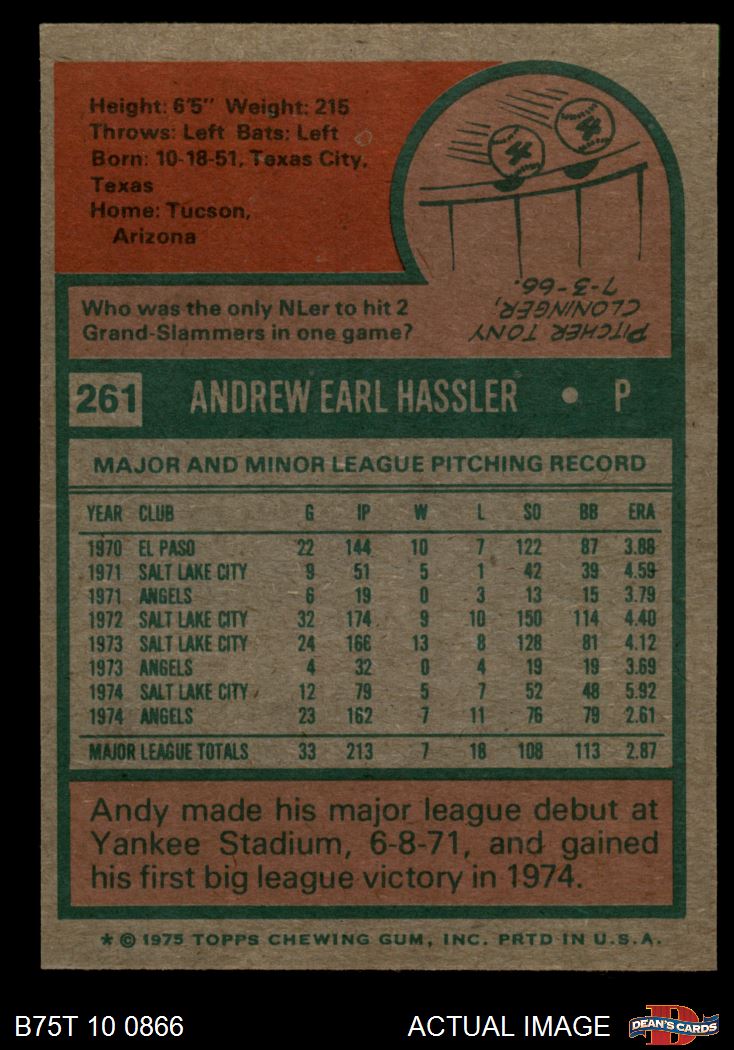 Height: 6'5" Weight: 215
Throws: Left Bats: Left
Born: 10-18-51, Texas City,
Texas
Home: Tucson,
Arizona
Who was the only NLer to hit 2
Grand-Slammers in one game?
PITCHER TONY
CLONINGER,
7-3-66.
261 ANDREW EARL HASSLER • P
MAJOR AND MINOR LEAGUE PITCHING RECORD
YEAR CLUB G IP W L SO BB ERA
1970 EL PASO 22 144 10 7 122 87 3.88
1971 SALT LAKE CITY 9 51 5 1 42 39 4.59
1971 ANGELS 6 19 0 3 13 15 3.79
1972 SALT LAKE CITY 32 174 9 10 150 114 4.40
1973 SALT LAKE CITY 24 166 13 8 128 81 4.12
1973 ANGELS 4 32 0 4 19 19 3.69
1974 SALT LAKE CITY 12 79 5 7 52 48 5.92
1974 ANGELS 23 162 7 11 76 79 2.61
MAJOR LEAGUE TOTALS 33 213 7 18 108 113 2.87
Andy made his major league debut at
Yankee Stadium, 6-8-71, and gained
his first big league victory in 1974.
* © 1975 TOPPS CHEWING GUM, INC. PRTD IN U.S.A.
B75T 10 0866 ACTUAL IMAGE D DEAN'S CARDS